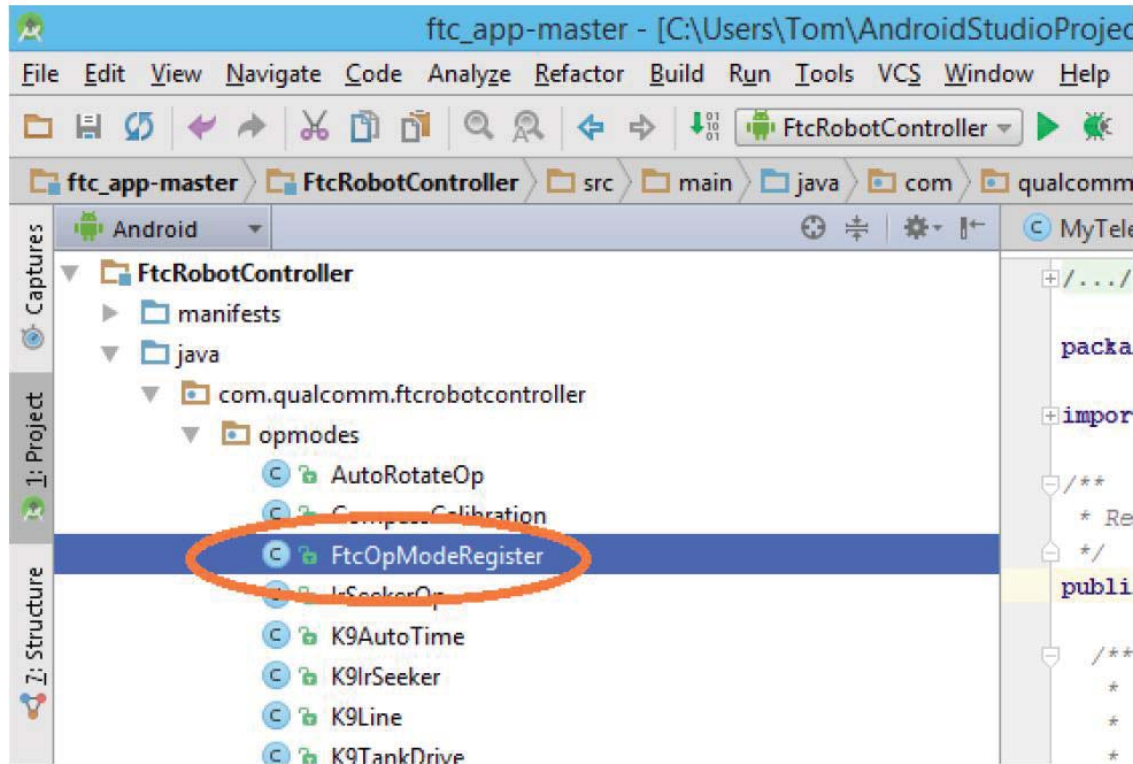 ftc_app-master - [C:\Users\Tom\AndroidStudioProjec
File Edit View Navigate Code Analyze Refactor Build Run Tools VCS Window Help
FtcRobotController
ftc_app-master FtcRobotController src main java com qualcomm
Captures
1: Project
7: Structure
Android
FtcRobotController
manifests
java
com.qualcomm.ftcrobotcontroller
opmodes
AutoRotateOp
CompassCalibration
FtcOpModeRegister
IrSeekerOp
K9AutoTime
K9IrSeeker
K9Line
K9TankDrive
MyTele
/.../
packa
impor
/**
* Re
*/
publi
/**
*
*
*